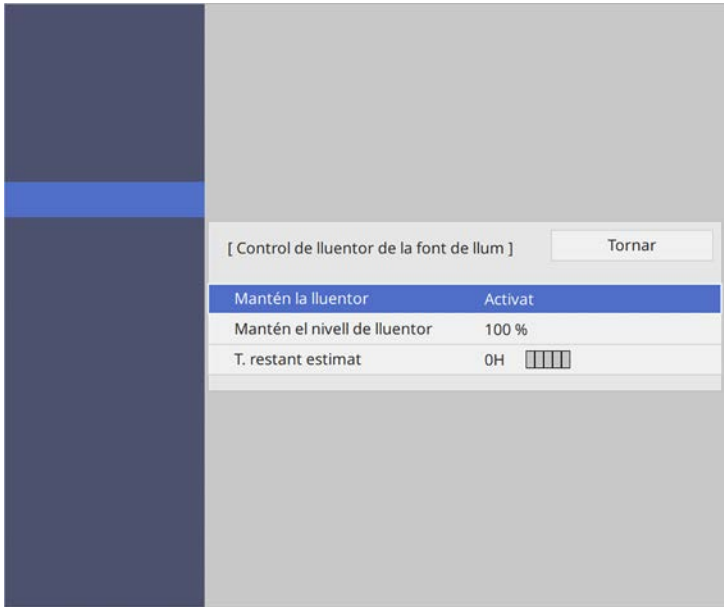 [ Control de lluentor de la font de llum ] Tornar
Mantén la lluentor Activat
Mantén el nivell de lluentor 100 %
T. restant estimat 0H